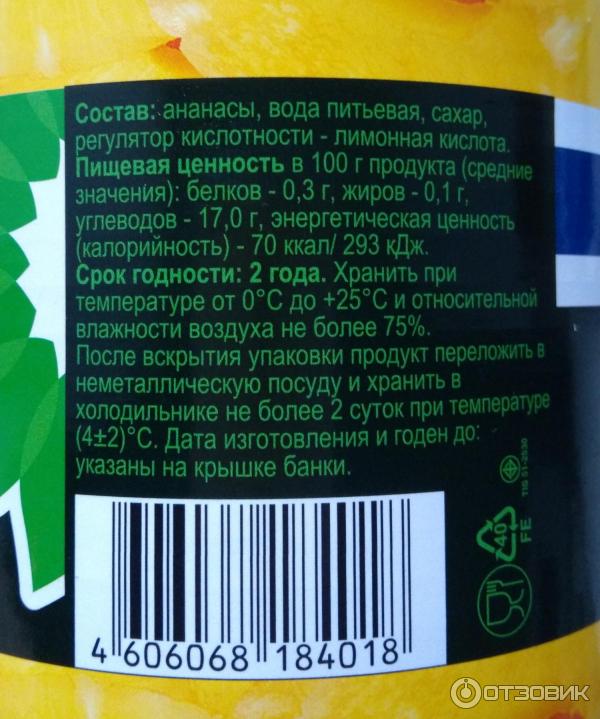 Состав: ананасы, вода питьевая, сахар,
регулятор кислотности - лимонная кислота.
Пищевая ценность в 100 г продукта (средние
значения): белков - 0,3 г, жиров - 0,1 г,
углеводов - 17,0 г, энергетическая ценность
(калорийность) - 70 ккал/ 293 кДж.
Срок годности: 2 года. Хранить при
температуре от 0°С до +25°С и относительной
влажности воздуха не более 75%.
После вскрытия упаковки продукт переложить в
неметаллическую посуду и хранить в
холодильнике не более 2 суток при температуре
(4±2)°С. Дата изготовления и годен до:
указаны на крышке банки.
TIS 51-2530
40
FE
4 606068 184018
ОТЗОВИК